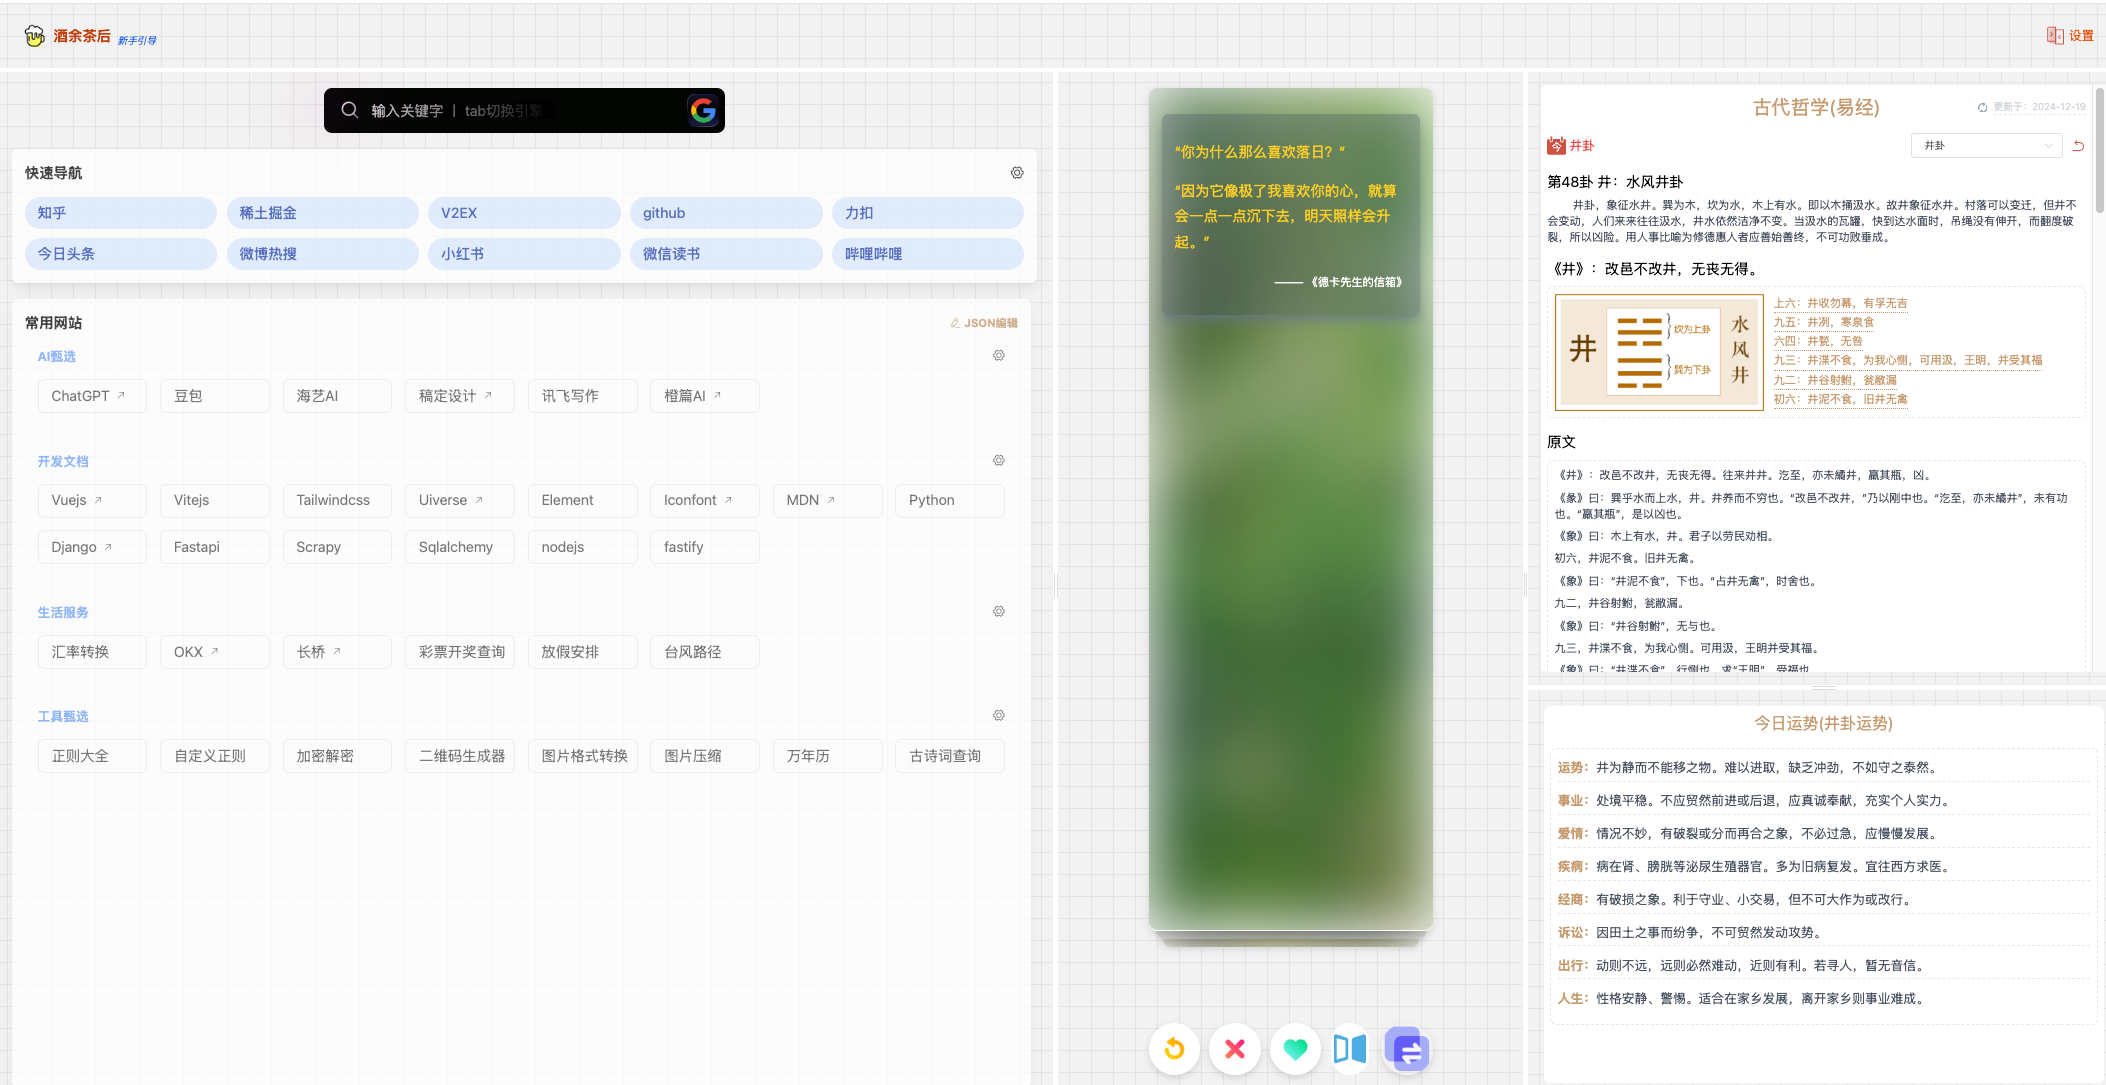 酒余茶后 新手引导
设置
输入关键字 | tab切换引擎
快速导航
知乎
稀土掘金
V2EX
github
力扣
今日头条
微博热搜
小红书
微信读书
哔哩哔哩
常用网站
JSON编辑
AI甄选
ChatGPT
豆包
海艺AI
稿定设计
讯飞写作
橙篇AI
开发文档
Vuejs
Vitejs
Tailwindcss
Uiverse
Element
Iconfont
MDN
Python
Django
Fastapi
Scrapy
Sqlalchemy
nodejs
fastify
生活服务
汇率转换
OKX
长桥
彩票开奖查询
放假安排
台风路径
工具甄选
正则大全
自定义正则
加密解密
二维码生成器
图片格式转换
图片压缩
万年历
古诗词查询
“你为什么那么喜欢落日？“
“因为它像极了我喜欢你的心，就算
会一点一点沉下去，明天照样会升
起。”
——《德卡先生的信箱》
古代哲学(易经)
更新于：2024-12-19
今 井卦
井卦
第48卦 井：水风井卦
井卦，象征水井。巽为木，坎为水，木上有水。即以木捅汲水。故井象征水井。村落可以变迁，但井不
会变动，人们来来往往汲水，井水依然洁净不变。当汲水的瓦罐，快到达水面时，吊绳没有伸开，而翻度破
裂，所以凶险。用人事比喻为修德惠人者应善始善终，不可功败垂成。
《井》：改邑不改井，无丧无得。
井
坎为上卦
巽为下卦
水风井
上六：井收勿幕，有孚无吉
九五：井冽，寒泉食
六四：井甃，无咎
九三：井渫不食，为我心恻，可用汲，王明，并受其福
九二：井谷射鲋，瓮敝漏
初六：井泥不食，旧井无禽
原文
《井》：改邑不改井，无丧无得。往来井井。汔至，亦未繘井，羸其瓶，凶。
《彖》曰：巽乎水而上水，井。井养而不穷也。“改邑不改井，”乃以刚中也。“汔至，亦未繘井”，未有功
也。“羸其瓶”，是以凶也。
《象》曰：木上有水，井。君子以劳民劝相。
初六，井泥不食。旧井无禽。
《象》曰：“井泥不食”，下也。“占井无禽”，时舍也。
九二，井谷射鲋，瓮敝漏。
《象》曰：“井谷射鲋”，无与也。
九三，井渫不食，为我心恻。可用汲，王明并受其福。
《象》曰：“井渫不食”，行恻也。求“王明”，受福也
今日运势(井卦运势)
运势：井为静而不能移之物。难以进取，缺乏冲劲，不如守之泰然。
事业：处境平稳。不应贸然前进或后退，应真诚奉献，充实个人实力。
爱情：情况不妙，有破裂或分而再合之象，不必过急，应慢慢发展。
疾病：病在肾、膀胱等泌尿生殖器官。多为旧病复发。宜往西方求医。
经商：有破损之象。利于守业、小交易，但不可大作为或改行。
诉讼：因田土之事而纷争，不可贸然发动攻势。
出行：动则不远，远则必然难动，近则有利。若寻人，暂无音信。
人生：性格安静、警惕。适合在家乡发展，离开家乡则事业难成。